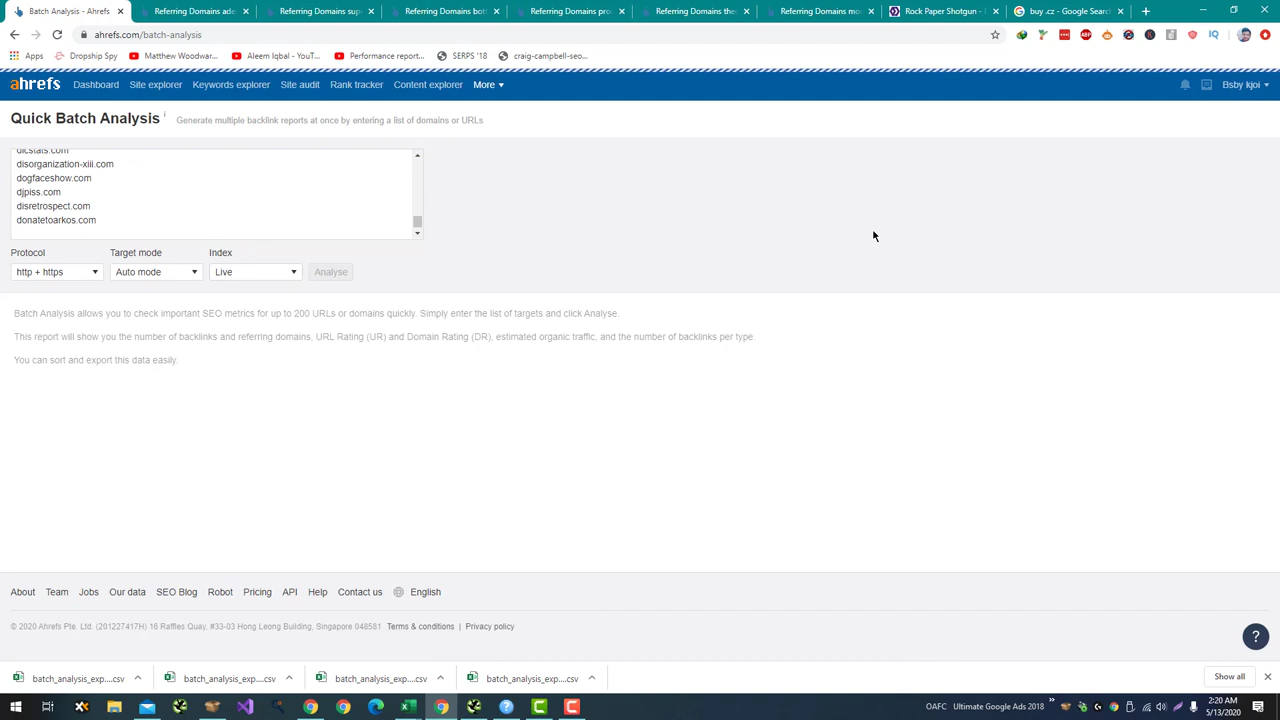 Batch Analysis - Ahrefs
Referring Domains ade
Referring Domains sup
Referring Domains bot
Referring Domains pro
Referring Domains the
Referring Domains mo
Rock Paper Shotgun -
buy .cz - Google Search
ahrefs.com/batch-analysis
Apps
Dropship Spy
Matthew Woodwar...
Aleem Iqbal - YouT...
Performance report...
SERPS '18
craig-campbell-seo...
ahrefs
Dashboard
Site explorer
Keywords explorer
Site audit
Rank tracker
Content explorer
More
Bsby kjoi
Quick Batch Analysis
Generate multiple backlink reports at once by entering a list of domains or URLs
dicstats.com
disorganization-xiii.com
dogfaceshow.com
djpiss.com
disretrospect.com
donatetoarkos.com
Protocol
Target mode
Index
http + https
Auto mode
Live
Analyse
Batch Analysis allows you to check important SEO metrics for up to 200 URLs or domains quickly. Simply enter the list of targets and click Analyse.
This report will show you the number of backlinks and referring domains, URL Rating (UR) and Domain Rating (DR), estimated organic traffic, and the number of backlinks per type.
You can sort and export this data easily.
About
Team
Jobs
Our data
SEO Blog
Robot
Pricing
API
Help
Contact us
English
© 2020 Ahrefs Pte. Ltd. (201227417H) 16 Raffles Quay, #33-03 Hong Leong Building, Singapore 048581
Terms & conditions | Privacy policy
?
batch_analysis_exp....csv
batch_analysis_exp....csv
batch_analysis_exp....csv
batch_analysis_exp....csv
Show all
OAFC
Ultimate Google Ads 2018
2:20 AM
5/13/2020